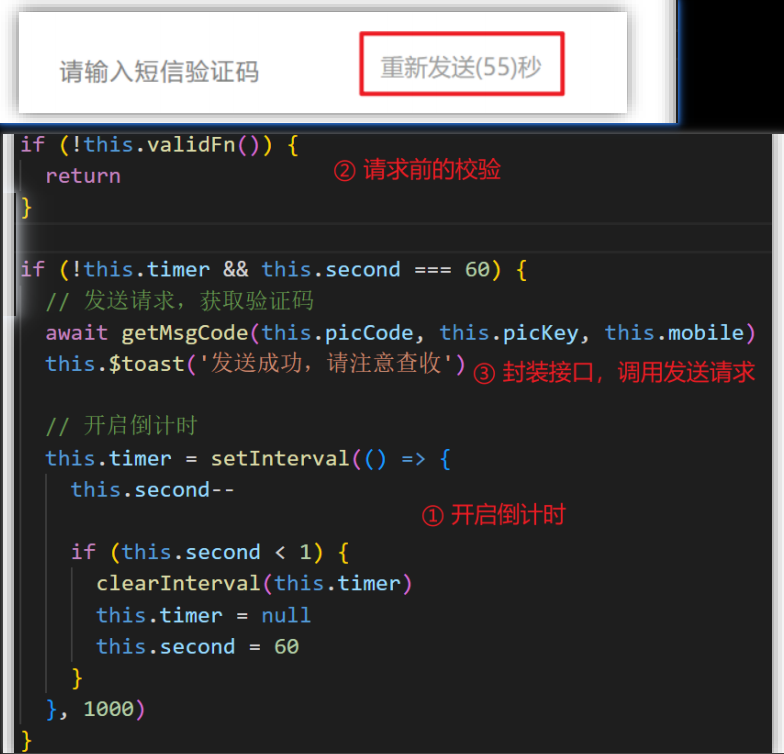 请输入短信验证码 重新发送(55)秒
if (!this.validFn()) {
return ② 请求前的校验
}
if (!this.timer && this.second === 60) {
// 发送请求，获取验证码
await getMsgCode(this.picCode, this.picKey, this.mobile)
this.$toast('发送成功，请注意查收') ③ 封装接口，调用发送请求
// 开启倒计时
this.timer = setInterval(() => {
this.second--
① 开启倒计时
if (this.second < 1) {
clearInterval(this.timer)
this.timer = null
this.second = 60
}
}, 1000)
}